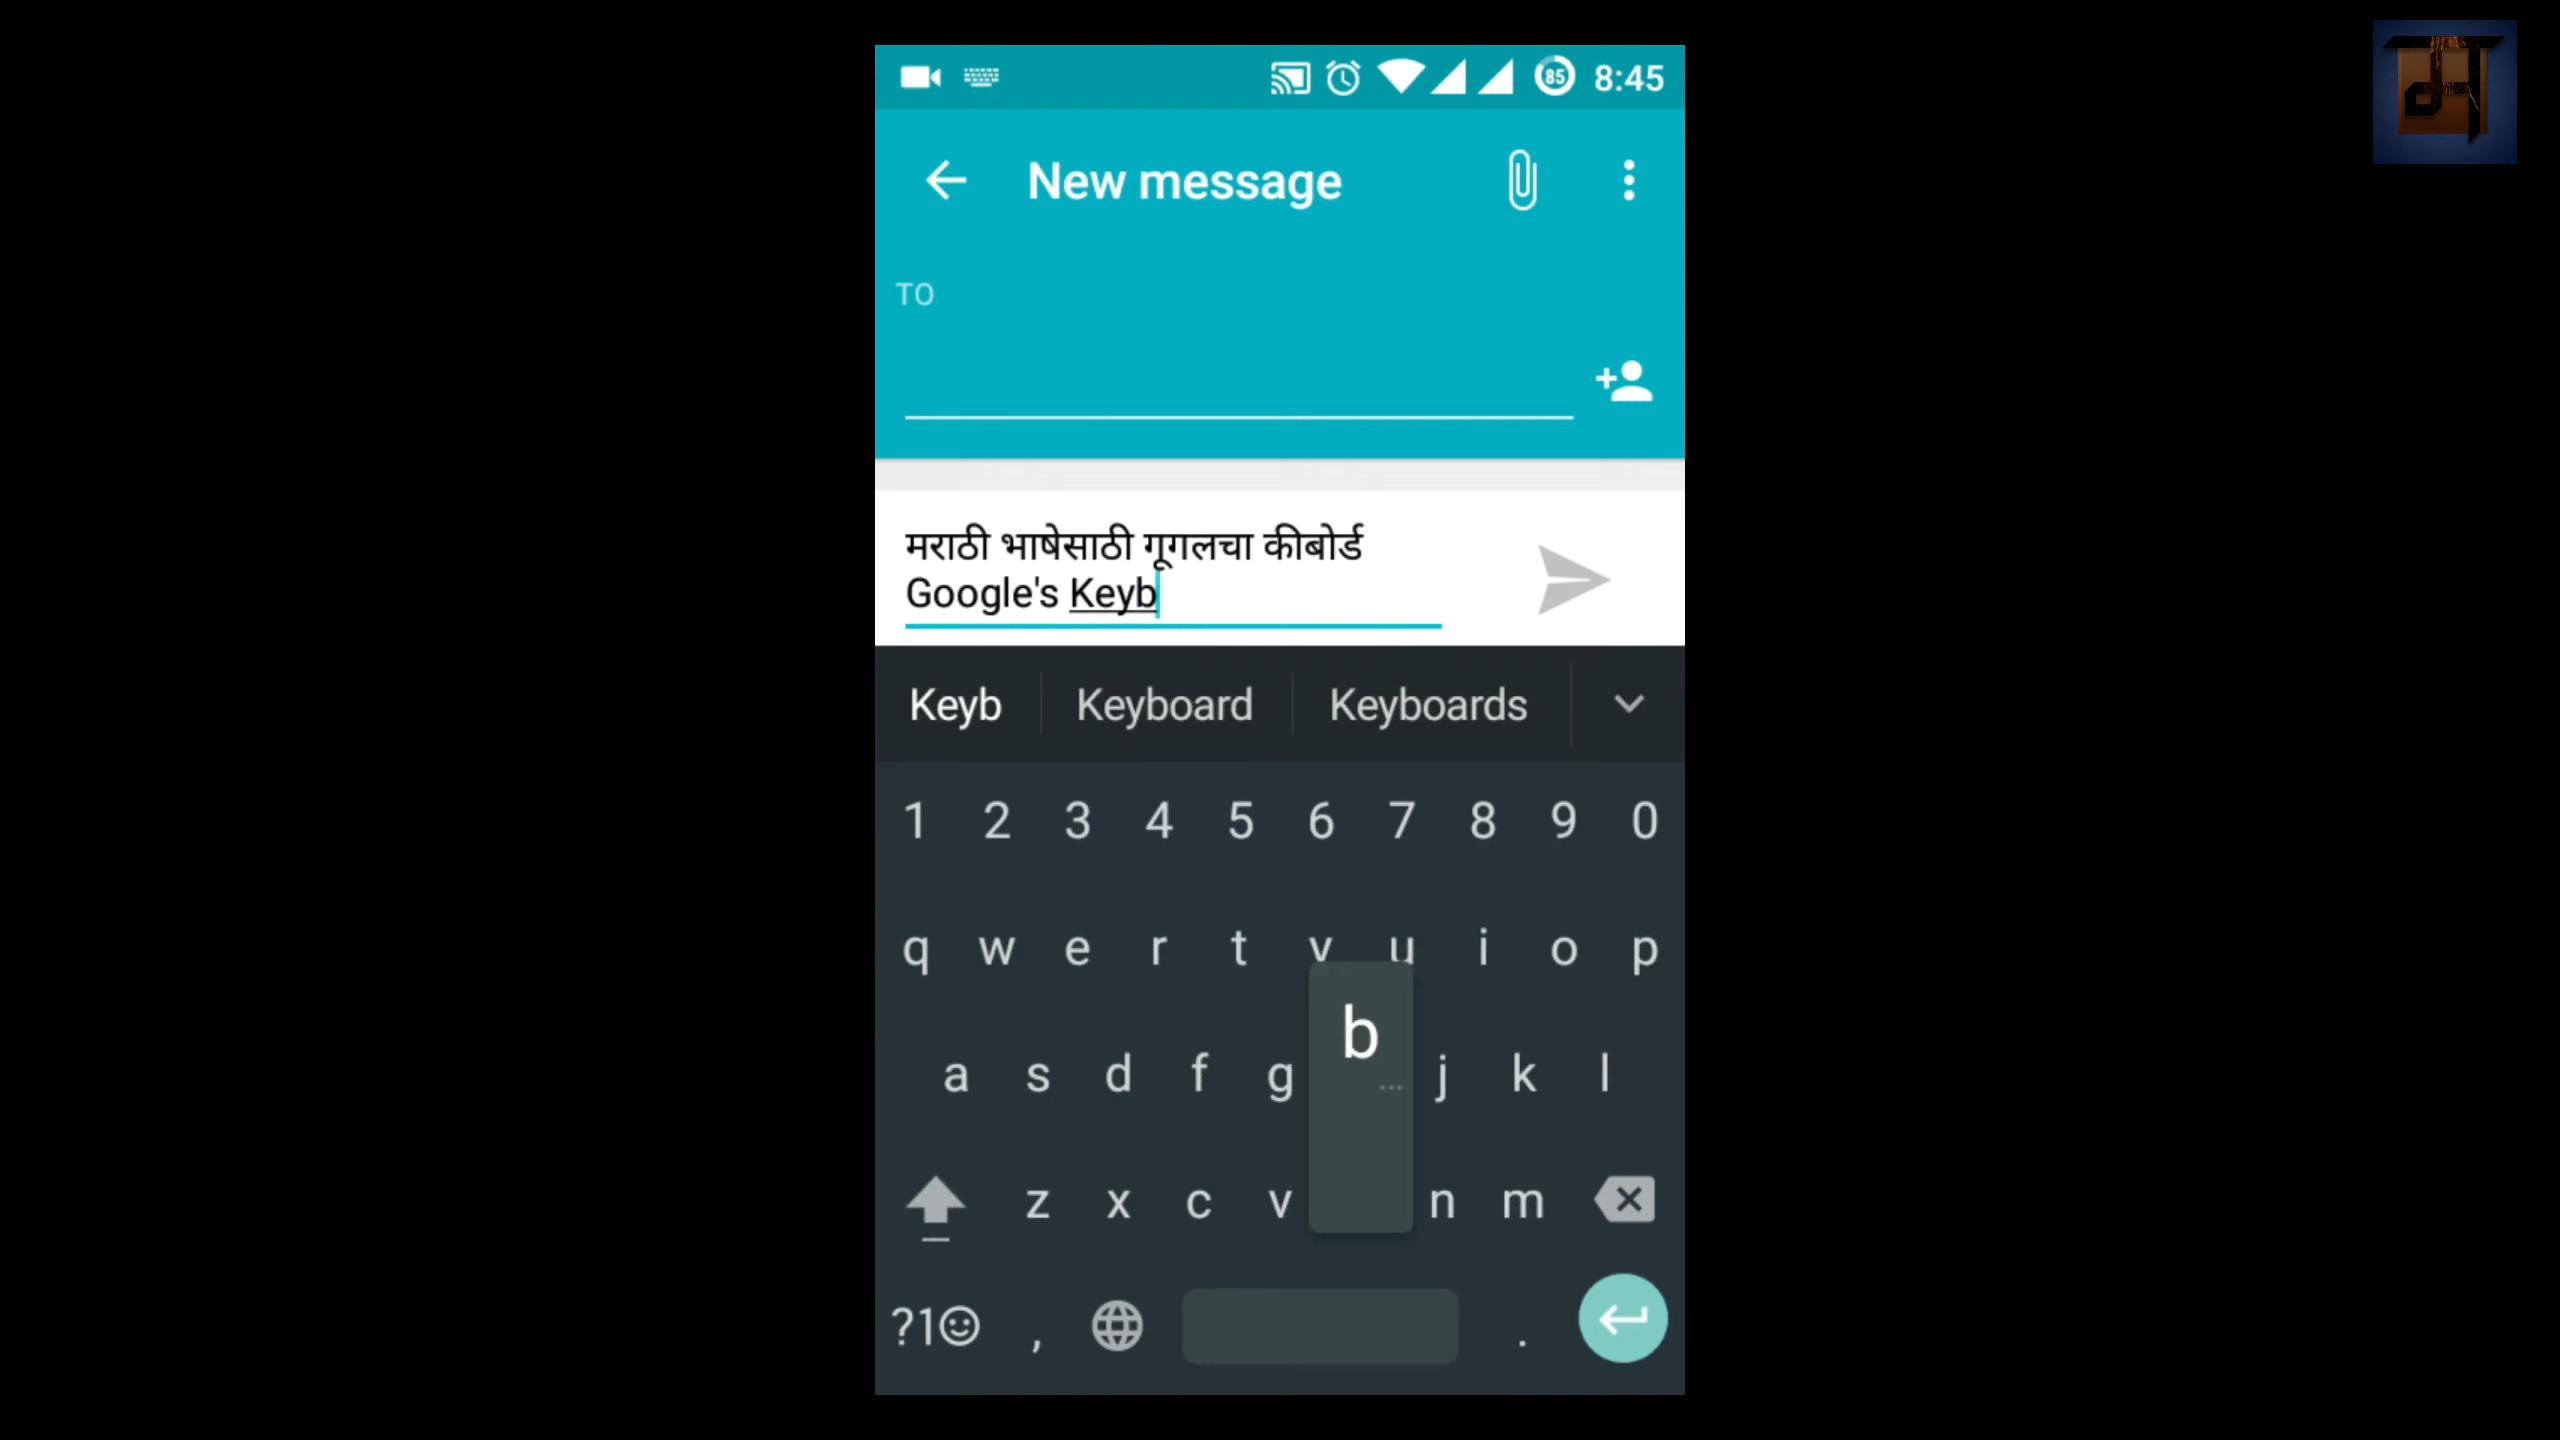 85 8:45
New message
TO
मराठी भाषेसाठी गूगलचा कीबोर्ड
Google's Keyb
Keyb Keyboard Keyboards
1 2 3 4 5 6 7 8 9 0
q w e r t y u i o p
b
a s d f g j k l
z x c v n m
?1 , .